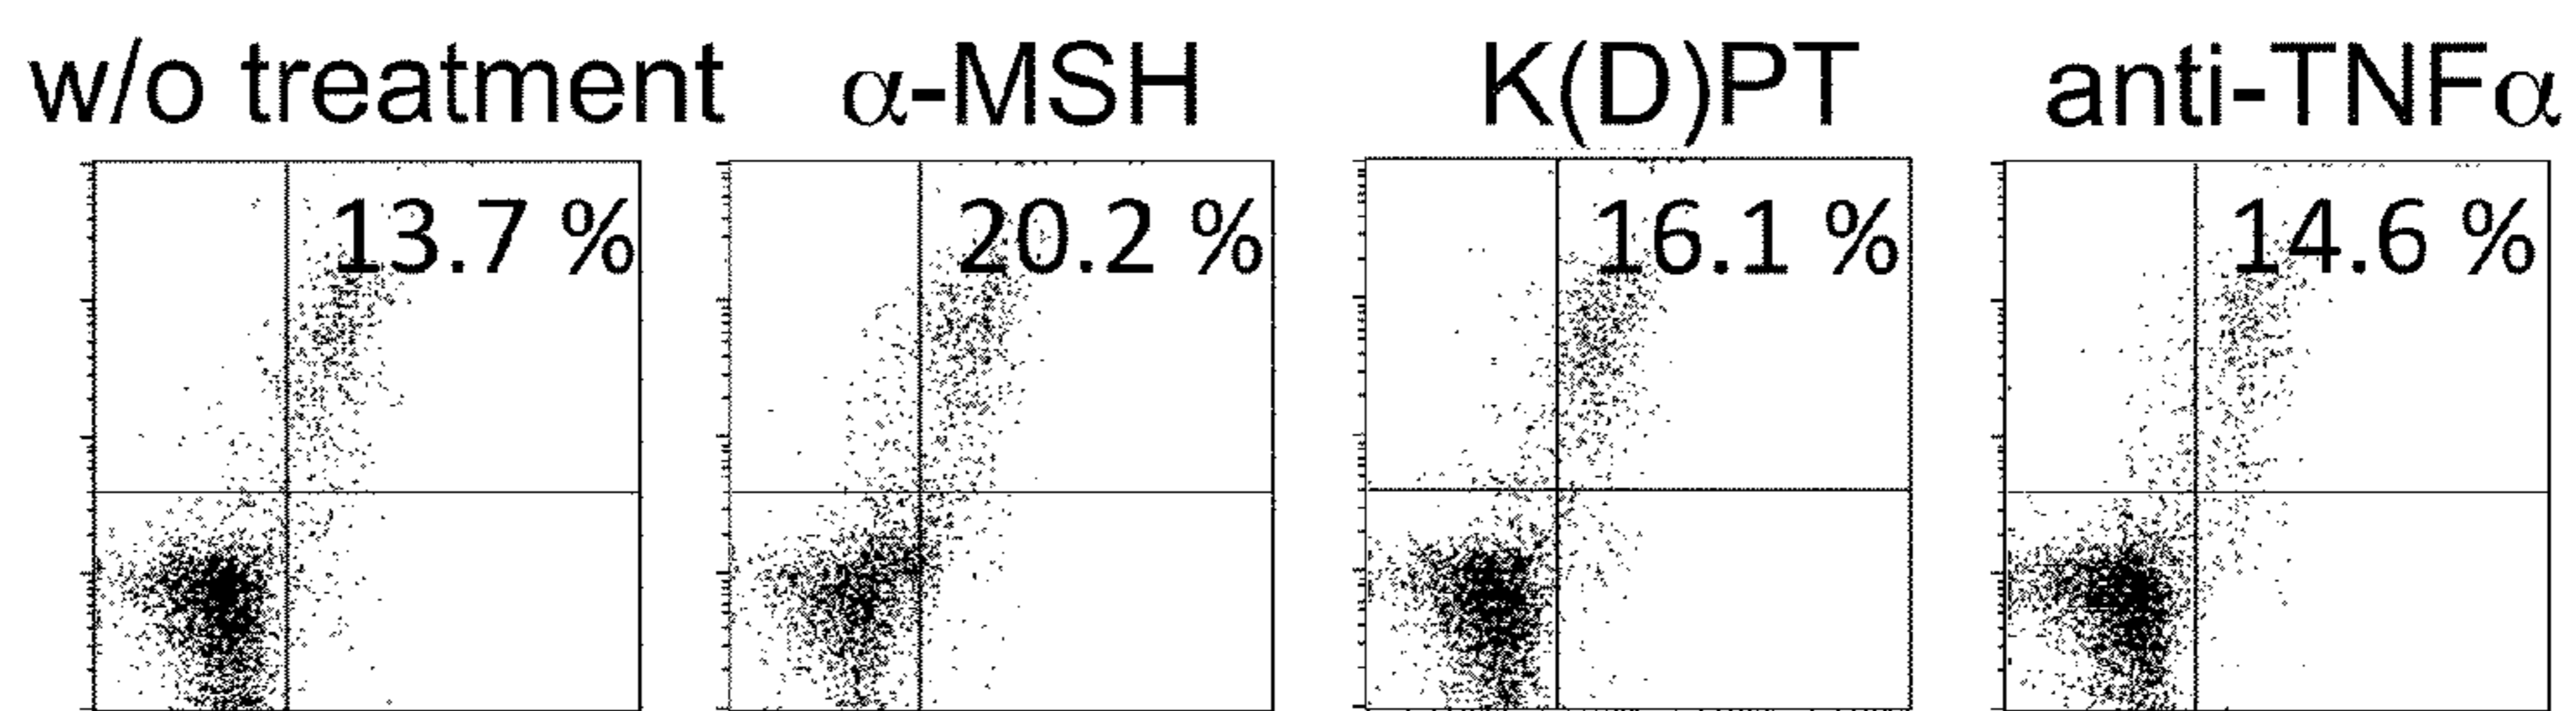 w/o treatment α-MSH K(D)PT anti-TNFα
13.7 % 20.2 % 16.1 % 14.6 %